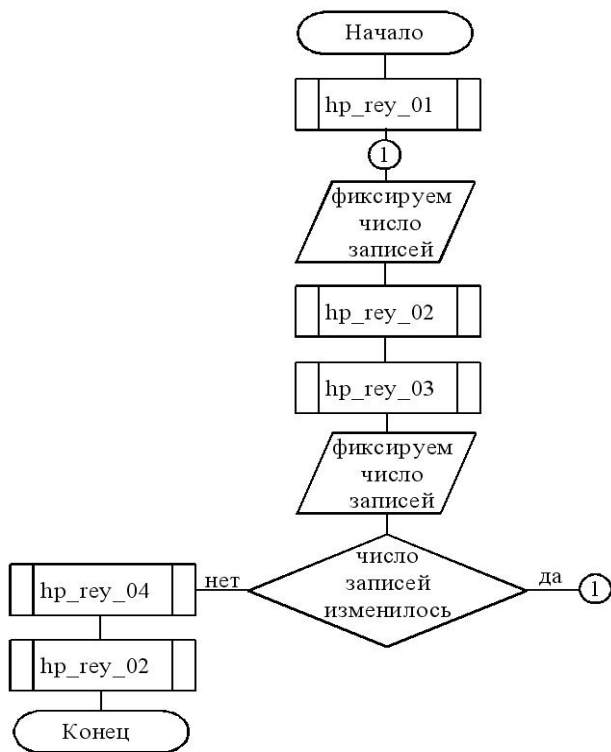 Начало
hp_rey_01
1
фиксируем
число
записей
hp_rey_02
hp_rey_03
фиксируем
число
записей
число
записей
изменилось
да
1
нет
hp_rey_04
hp_rey_02
Конец